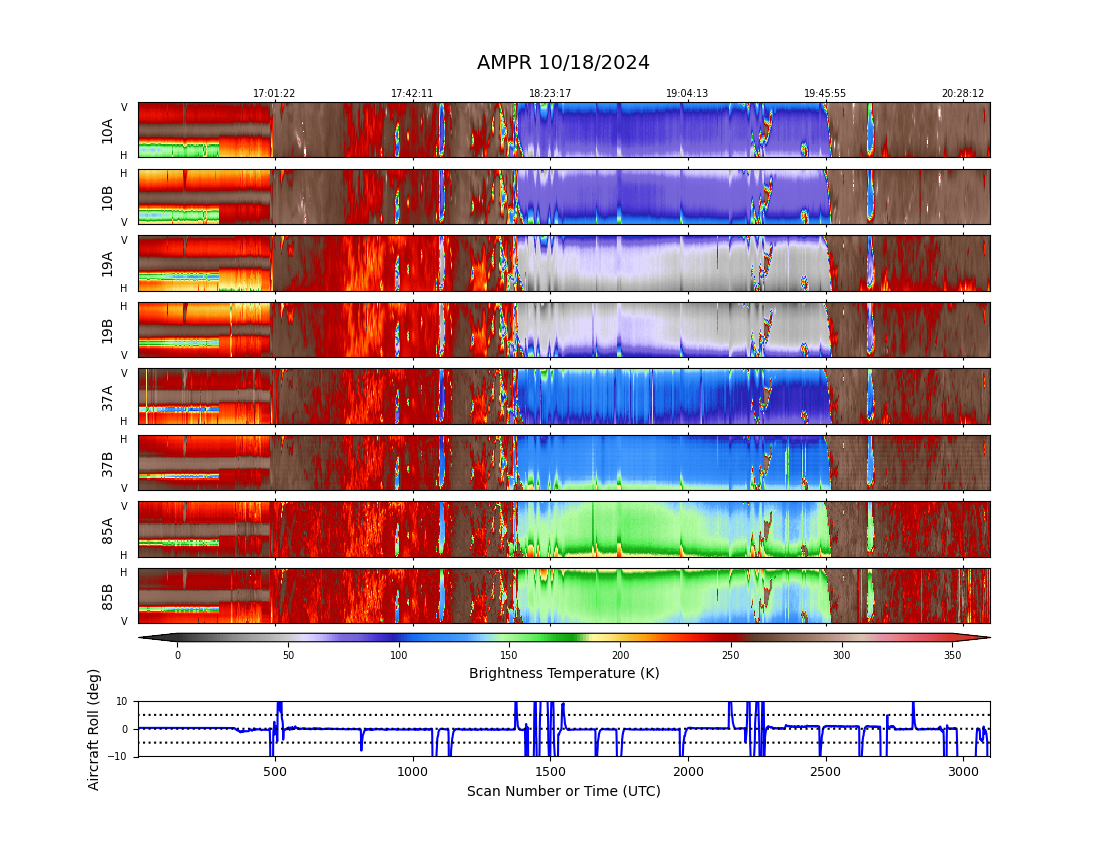 AMPR 10/18/2024
17:01:22 17:42:11 18:23:17 19:04:13 19:45:55 20:28:12
V
10A
H
H
10B
V
V
19A
H
H
19B
V
V
37A
H
H
37B
V
V
85A
H
H
85B
V
0 50 100 150 200 250 300 350
Brightness Temperature (K)
Aircraft Roll (deg)
10
0
−10
500 1000 1500 2000 2500 3000
Scan Number or Time (UTC)